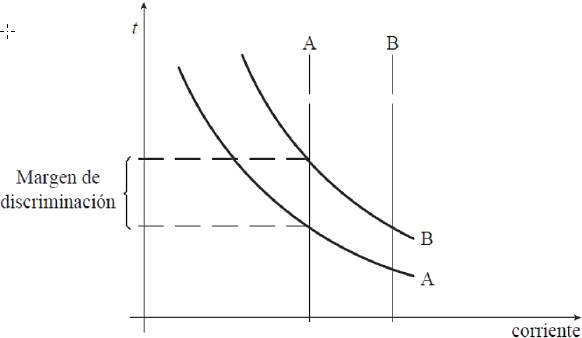 t
A
B
Margen de
discriminación
B
A
corriente